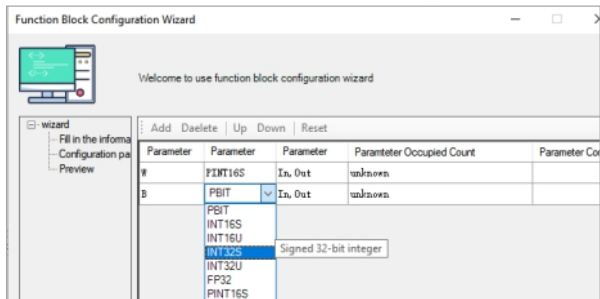 Function Block Configuration Wizard
Welcome to use function block configuration wizard
wizard
Fill in the informa
Configuration pa
Preview
Add Daelete Up Down Reset
Parameter Parameter Parameter Paramteter Occupied Count Parameter Co
W PINT16S In, Out unknown
B PBIT In, Out unknown
PBIT
INT16S
INT16U
INT32S Signed 32-bit integer
INT32U
FP32
PINT16S